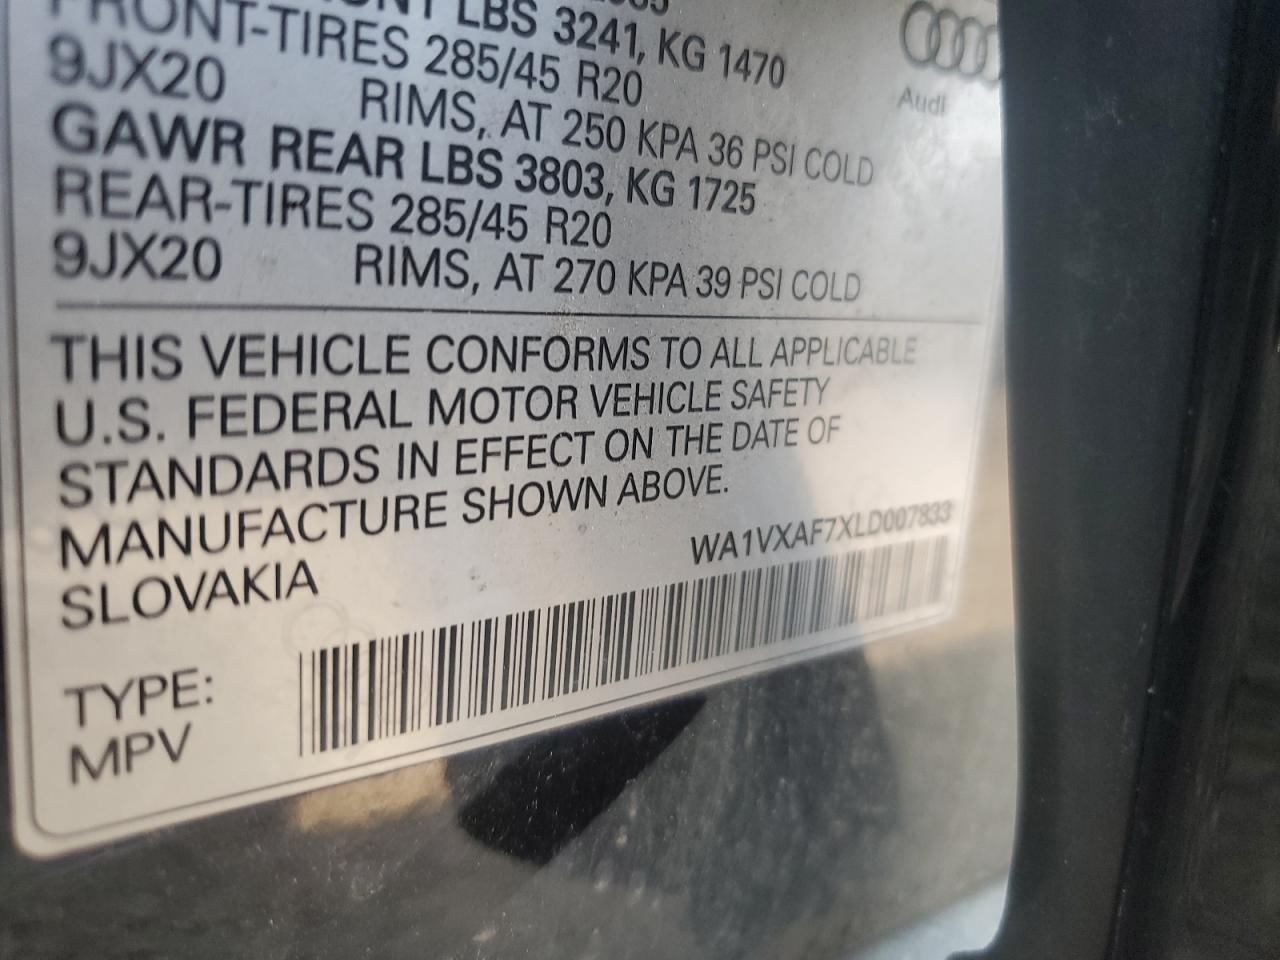 FRONT LBS 3241, KG 1470
FRONT-TIRES 285/45 R20
9JX20 RIMS, AT 250 KPA 36 PSI COLD
GAWR REAR LBS 3803, KG 1725
REAR-TIRES 285/45 R20
9JX20 RIMS, AT 270 KPA 39 PSI COLD
Audi
THIS VEHICLE CONFORMS TO ALL APPLICABLE
U.S. FEDERAL MOTOR VEHICLE SAFETY
STANDARDS IN EFFECT ON THE DATE OF
MANUFACTURE SHOWN ABOVE.
SLOVAKIA
WA1VXAF7XLD007833
TYPE:
MPV